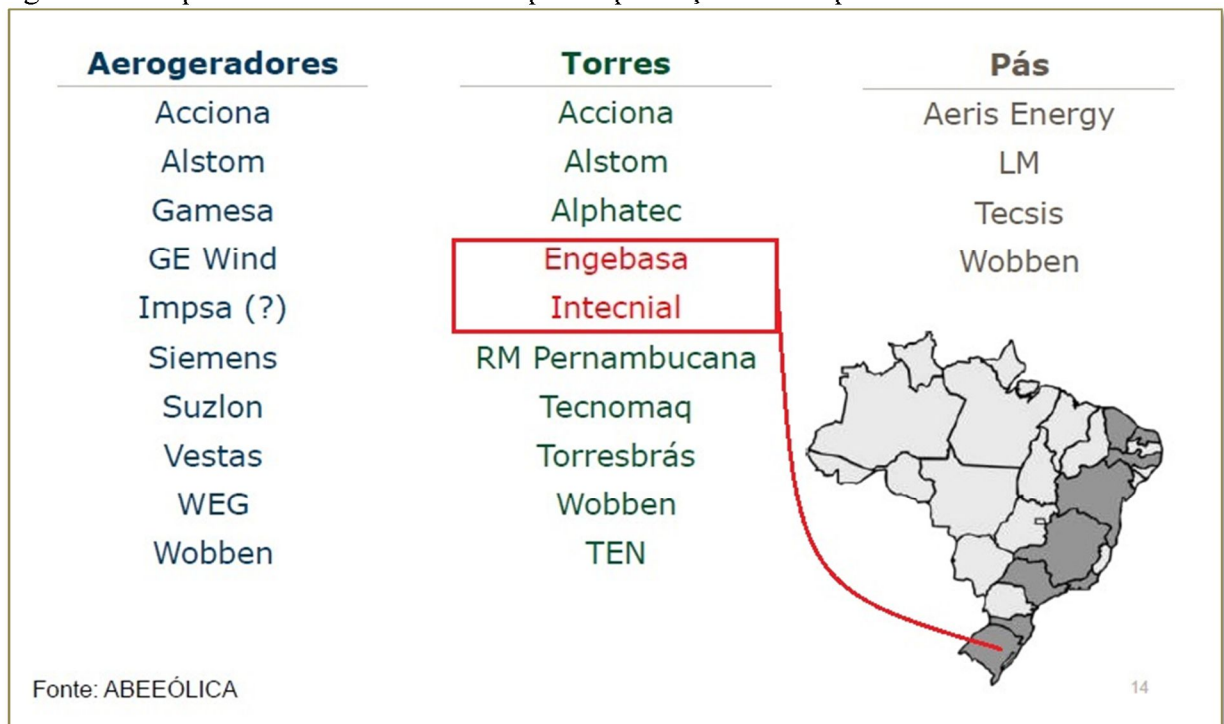 Aerogeradores
Acciona
Alstom
Gamesa
GE Wind
Impsa (?)
Siemens
Suzlon
Vestas
WEG
Wobben
Torres
Acciona
Alstom
Alphatec
Engebasa
Intecnial
RM Pernambucana
Tecnomaq
Torresbrás
Wobben
TEN
Pás
Aeris Energy
LM
Tecsis
Wobben
Fonte: ABEEÓLICA
14